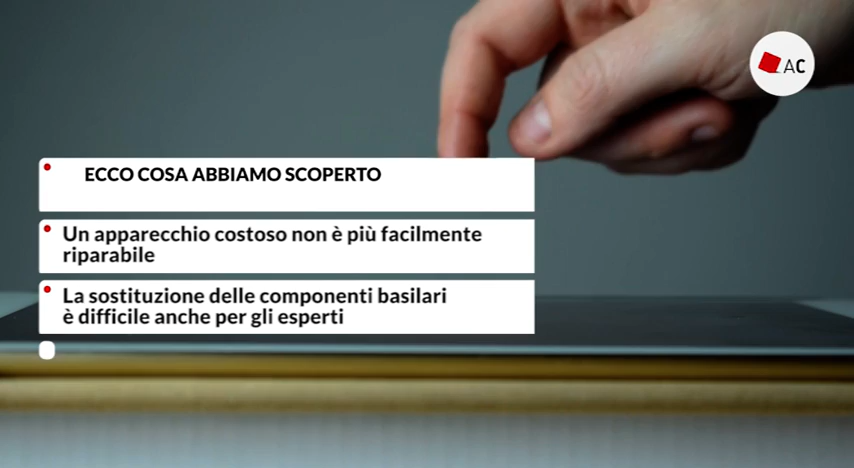 AC
ECCO COSA ABBIAMO SCOPERTO
Un apparecchio costoso non è più facilmente
riparabile
La sostituzione delle componenti basilari
è difficile anche per gli esperti